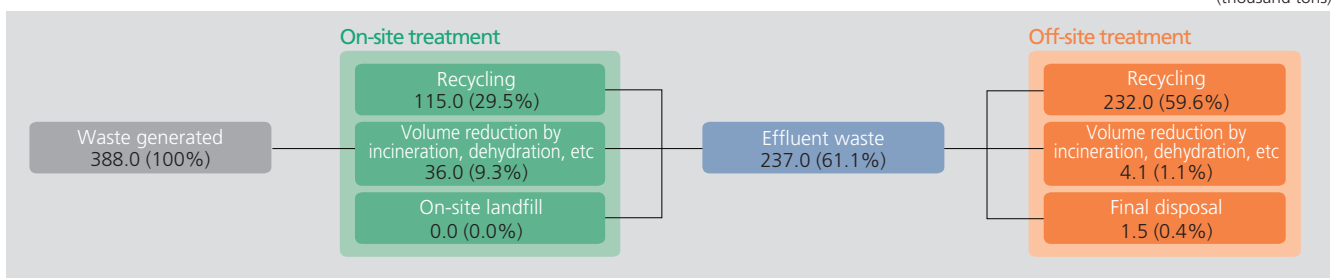 (thousand tons)
On-site treatment
Off-site treatment
Recycling
115.0 (29.5%)
Recycling
232.0 (59.6%)
Waste generated
388.0 (100%)
Volume reduction by
incineration, dehydration, etc
36.0 (9.3%)
Effluent waste
237.0 (61.1%)
Volume reduction by
incineration, dehydration, etc
4.1 (1.1%)
On-site landfill
0.0 (0.0%)
Final disposal
1.5 (0.4%)